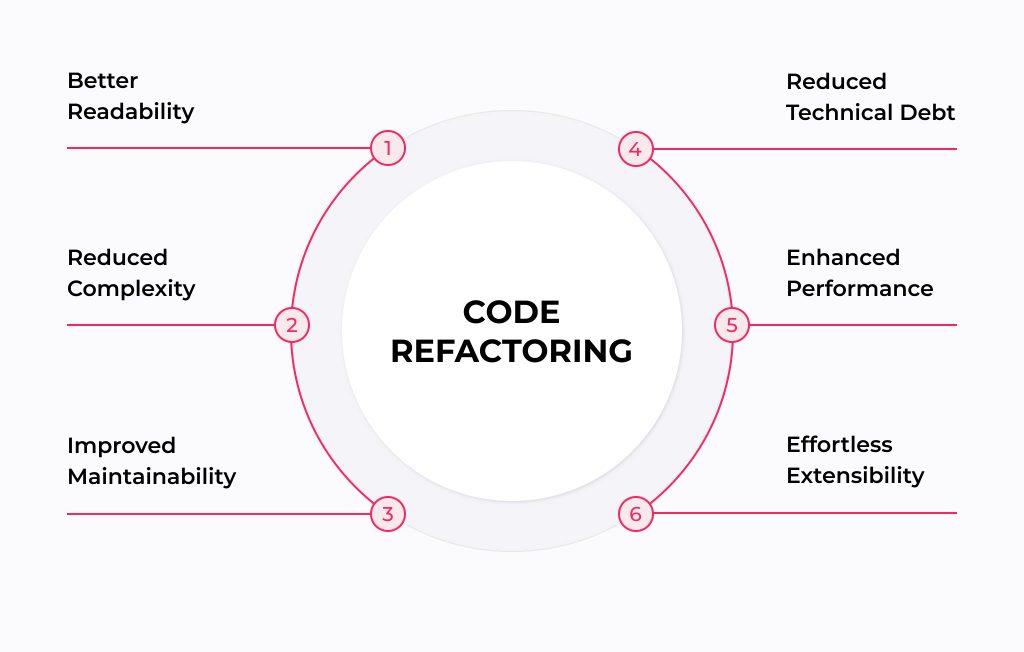 Better
Readability
1
Reduced
Complexity
2
Improved
Maintainability
3
CODE
REFACTORING
Reduced
Technical Debt
4
Enhanced
Performance
5
Effortless
Extensibility
6